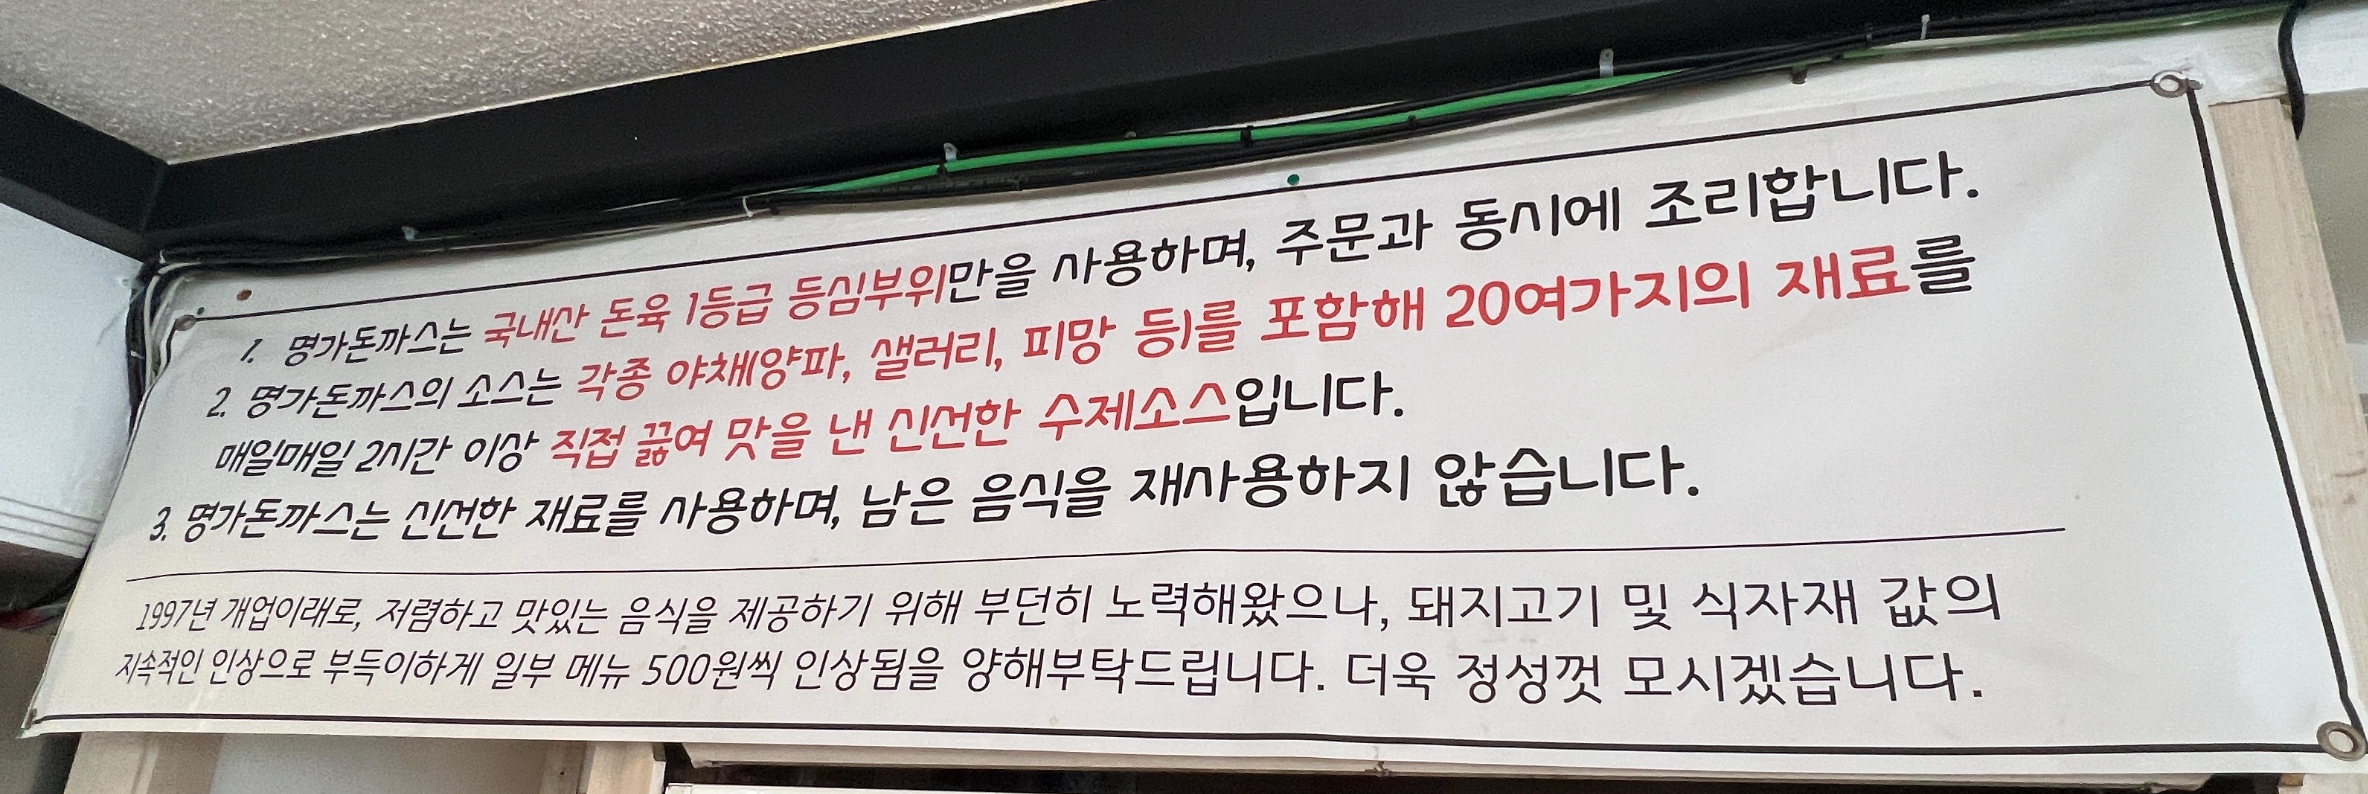 1. 명가돈까스는 국내산 돈육 1등급 등심부위만을 사용하며, 주문과 동시에 조리합니다.
2. 명가돈까스의 소스는 각종 야채(양파, 샐러리, 피망 등)를 포함해 20여가지의 재료를
매일매일 2시간 이상 직접 끓여 맛을 낸 신선한 수제소스입니다.
3. 명가돈까스는 신선한 재료를 사용하며, 남은 음식을 재사용하지 않습니다.
1997년 개업이래로, 저렴하고 맛있는 음식을 제공하기 위해 부던히 노력해왔으나, 돼지고기 및 식자재 값의
지속적인 인상으로 부득이하게 일부 메뉴 500원씩 인상됨을 양해부탁드립니다. 더욱 정성껏 모시겠습니다.